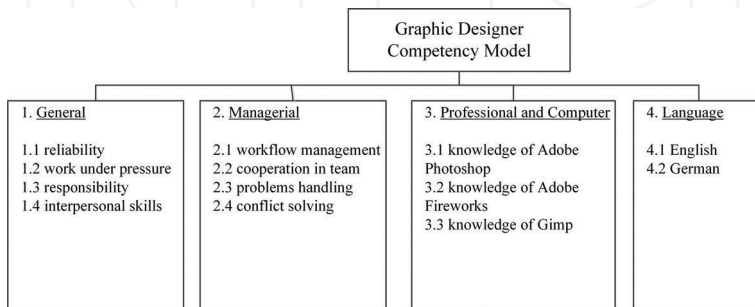 Graphic Designer
Competency Model
1. General
1.1 reliability
1.2 work under pressure
1.3 responsibility
1.4 interpersonal skills
2. Managerial
2.1 workflow management
2.2 cooperation in team
2.3 problems handling
2.4 conflict solving
3. Professional and Computer
3.1 knowledge of Adobe
Photoshop
3.2 knowledge of Adobe
Fireworks
3.3 knowledge of Gimp
4. Language
4.1 English
4.2 German